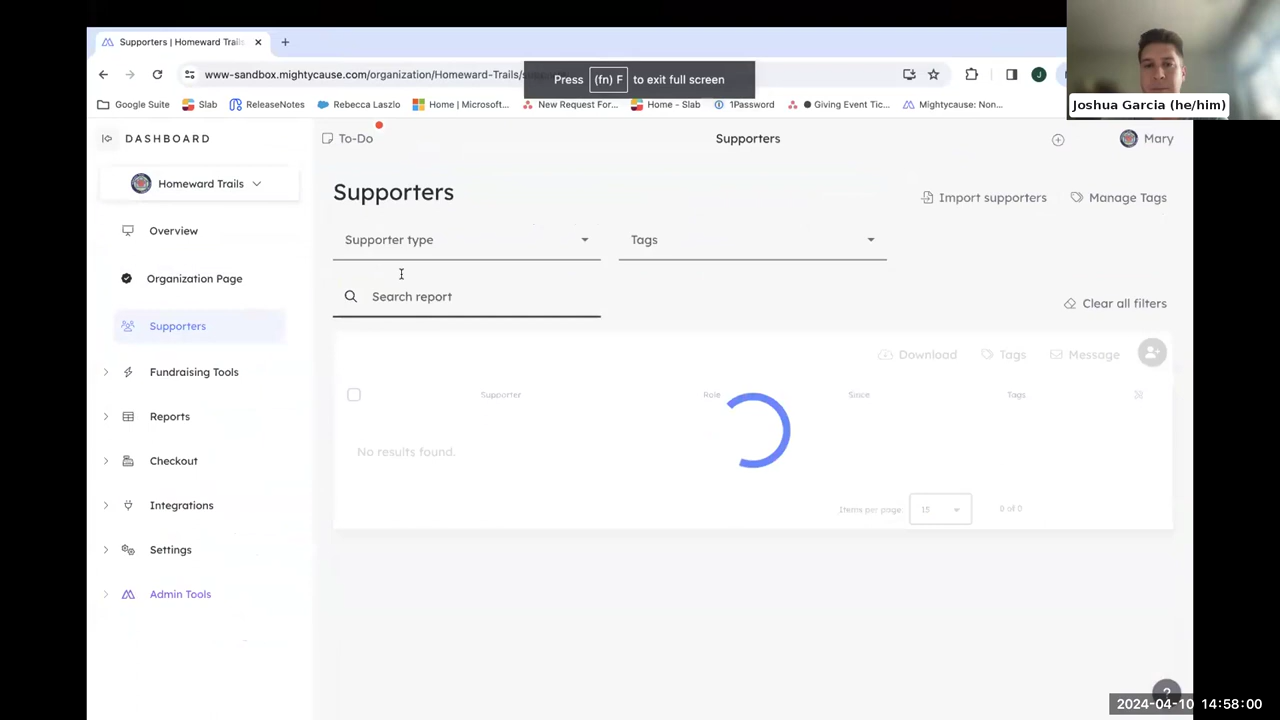 Supporters | Homeward Trails
www-sandbox.mightycause.com/organization/Homeward-Trails/
Press (fn) F to exit full screen
Google Suite Slab ReleaseNotes Rebecca Laszlo Home | Microsoft... New Request For... Home - Slab 1Password Giving Event Tic... Mightycause: Non...
J
Joshua Garcia (he/him)
DASHBOARD
To-Do
Supporters
Mary
Homeward Trails
Supporters
Import supporters
Manage Tags
Overview
Supporter type
Tags
Organization Page
Search report
Clear all filters
Supporters
Download
Tags
Message
Fundraising Tools
Supporter Role Since Tags
Reports
No results found.
Checkout
Items per page: 15 0 of 0
Integrations
Settings
Admin Tools
?
2024-04-10 14:58:00